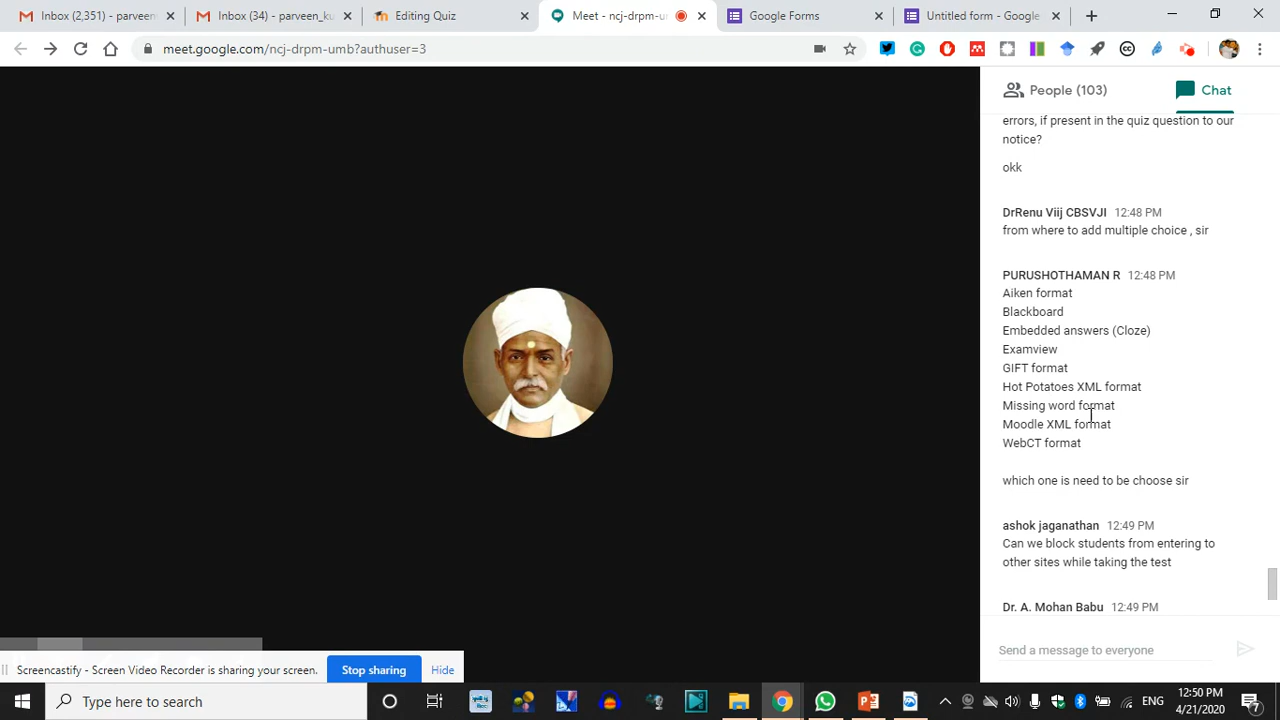 Inbox (2,351) - parveen
Inbox (34) - parveen_ku
Editing Quiz
Meet - ncj-drpm-u
Google Forms
Untitled form - Google
meet.google.com/ncj-drpm-umb?authuser=3
People (103)
Chat
errors, if present in the quiz question to our
notice?
okk
DrRenu Viij CBSVJI 12:48 PM
from where to add multiple choice , sir
PURUSHOTHAMAN R 12:48 PM
Aiken format
Blackboard
Embedded answers (Cloze)
Examview
GIFT format
Hot Potatoes XML format
Missing word format
Moodle XML format
WebCT format
which one is need to be choose sir
ashok jaganathan 12:49 PM
Can we block students from entering to
other sites while taking the test
Dr. A. Mohan Babu 12:49 PM
Send a message to everyone
Screencastify - Screen Video Recorder is sharing your screen.
Stop sharing
Hide
Type here to search
ENG
12:50 PM
4/21/2020
7